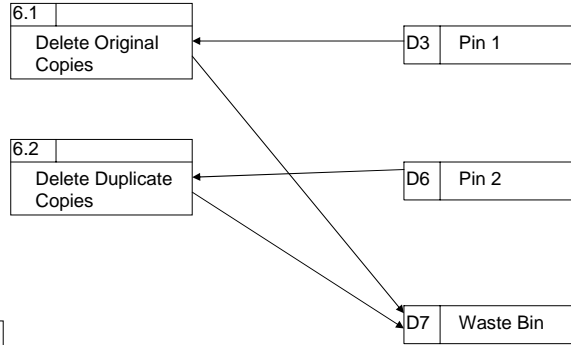 6.1
Delete Original
Copies
D3 Pin 1
6.2
Delete Duplicate
Copies
D6 Pin 2
D7 Waste Bin